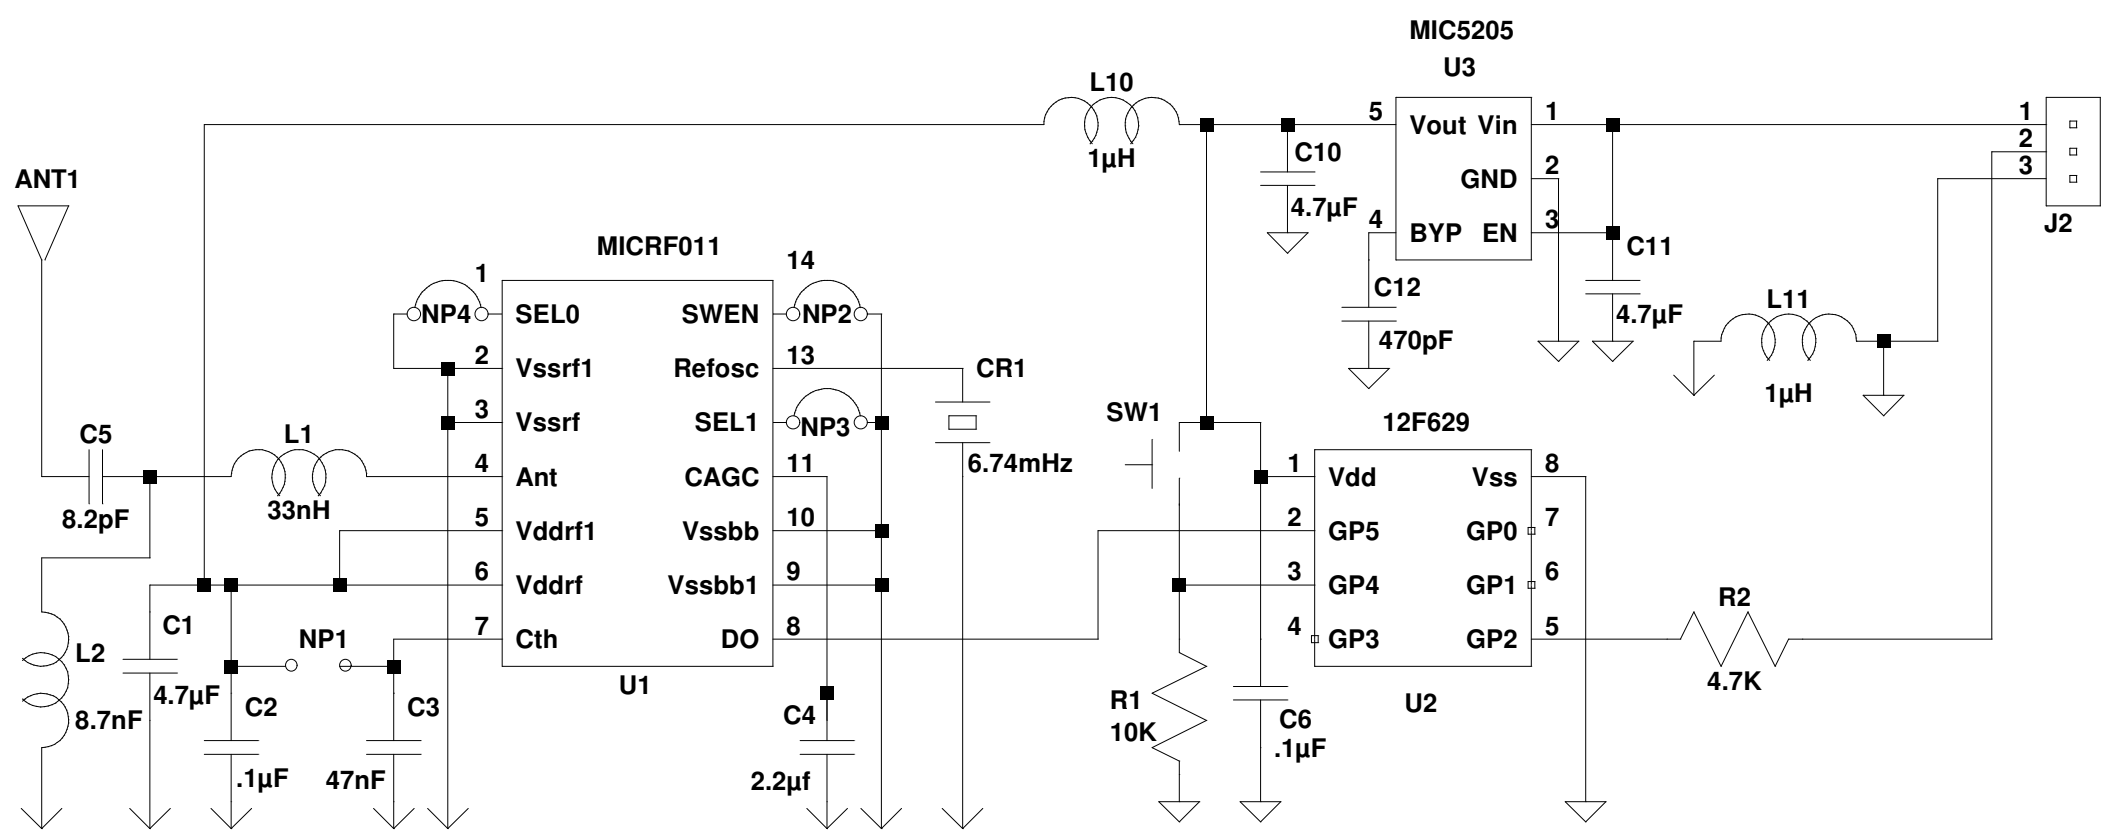 MIC5205
U3
L10
1µH
5
Vout Vin
1
C10
4.7µF
GND
2
4
BYP EN
3
C11
4.7µF
C12
470pF
1
2
3
J2
L11
1µH
ANT1
MICRF011
1
14
NP4
SEL0
SWEN
NP2
2
Vssrf1
Refosc
13
CR1
3
Vssrf
SEL1
NP3
6.74mHz
C5
8.2pF
L1
33nH
4
Ant
CAGC
11
5
Vddrf1
Vssbb
10
6
Vddrf
Vssbb1
9
7
Cth
DO
8
U1
L2
8.7nF
C1
4.7µF
NP1
C2
.1µF
C3
47nF
C4
2.2µf
SW1
12F629
1
Vdd
Vss
8
2
GP5
GP0
7
3
GP4
GP1
6
4
GP3
GP2
5
U2
R1
10K
C6
.1µF
R2
4.7K